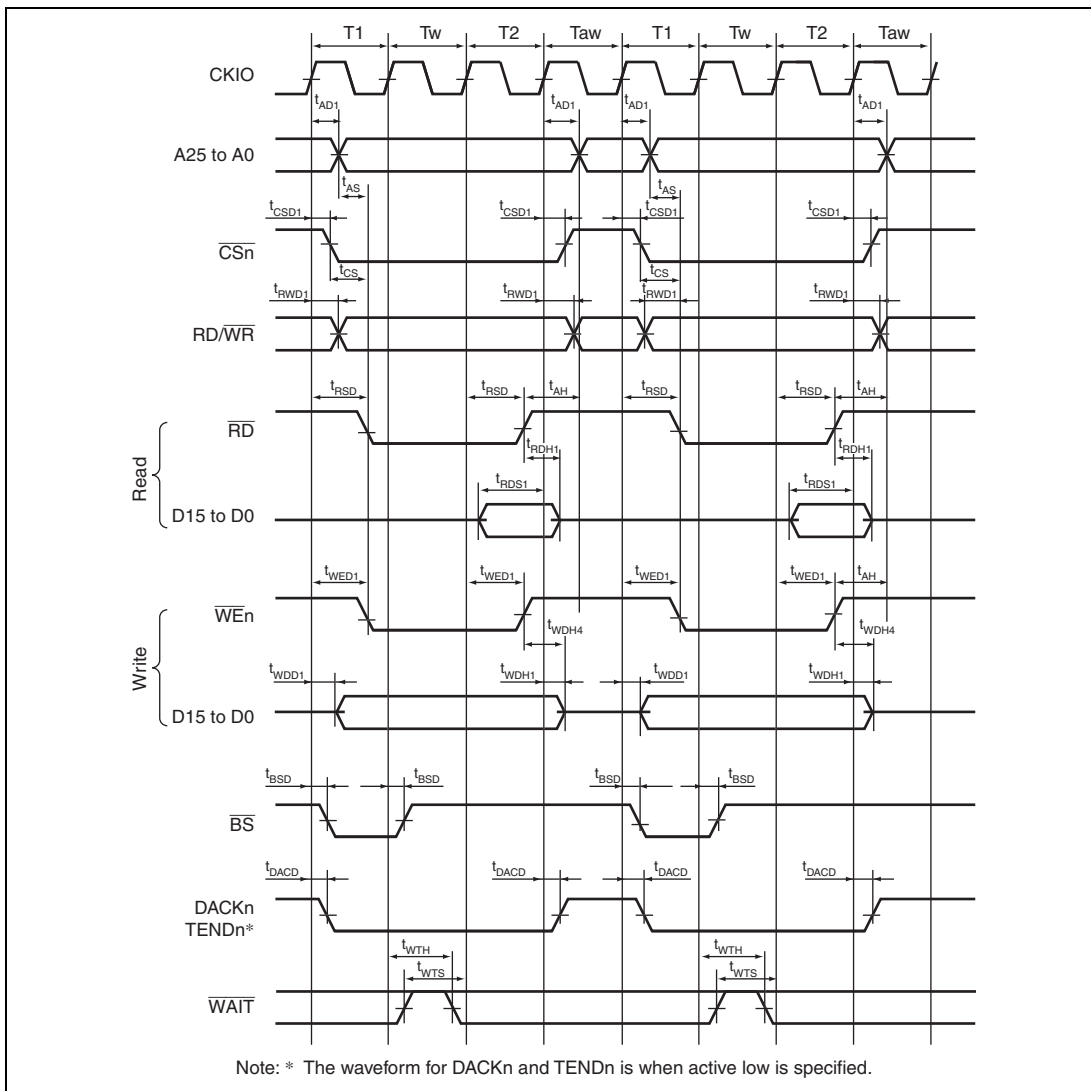 T1 Tw T2 Taw T1 Tw T2 Taw
CKIO
tAD1 tAD1 tAD1 tAD1
A25 to A0
tAS tAS
tCSD1 tCSD1 tCSD1 tCSD1
CSn
tCS tCS
tRWD1 tRWD1 tRWD1 tRWD1
RD/WR
tRSD tRSD tAH tRSD tRSD tAH
RD
tRDH1 tRDH1
Read
tRDS1 tRDS1
D15 to D0
tWED1 tWED1 tWED1 tWED1 tAH
WEn
tWDH4 tWDH4
Write
tWDD1 tWDH1 tWDD1 tWDH1
D15 to D0
tBSD tBSD tBSD tBSD
BS
tDACD tDACD tDACD tDACD
DACKn
TENDn*
tWTH tWTH
tWTS tWTS
WAIT
Note: * The waveform for DACKn and TENDn is when active low is specified.